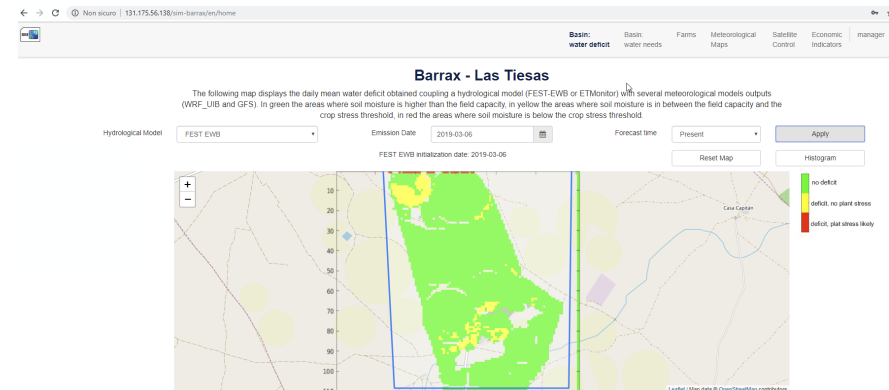 Non sicuro | 131.175.56.138/sim-barrax/en/home
Basin: water deficit
Basin: water needs
Farms
Meteorological Maps
Satellite Control
Economic Indicators
manager
Barrax - Las Tiesas
The following map displays the daily mean water deficit obtained coupling a hydrological model (FEST-EWB or ETMonitor) with several meteorological models outputs
(WRF_UIB and GFS). In green the areas where soil moisture is higher than the field capacity, in yellow the areas where soil moisture is in between the field capacity and the
crop stress threshold, in red the areas where soil moisture is below the crop stress threshold.
Hydrological Model
FEST EWB
Emission Date
2019-03-06
Forecast time
Present
Apply
FEST EWB initialization date: 2019-03-06
Reset Map
Histogram
+
−
10
20
30
40
50
60
70
80
90
100
110
Casa Capitán
no deficit
deficit, no plant stress
deficit, plat stress likely
Leaflet | Map data © OpenStreetMap contributors